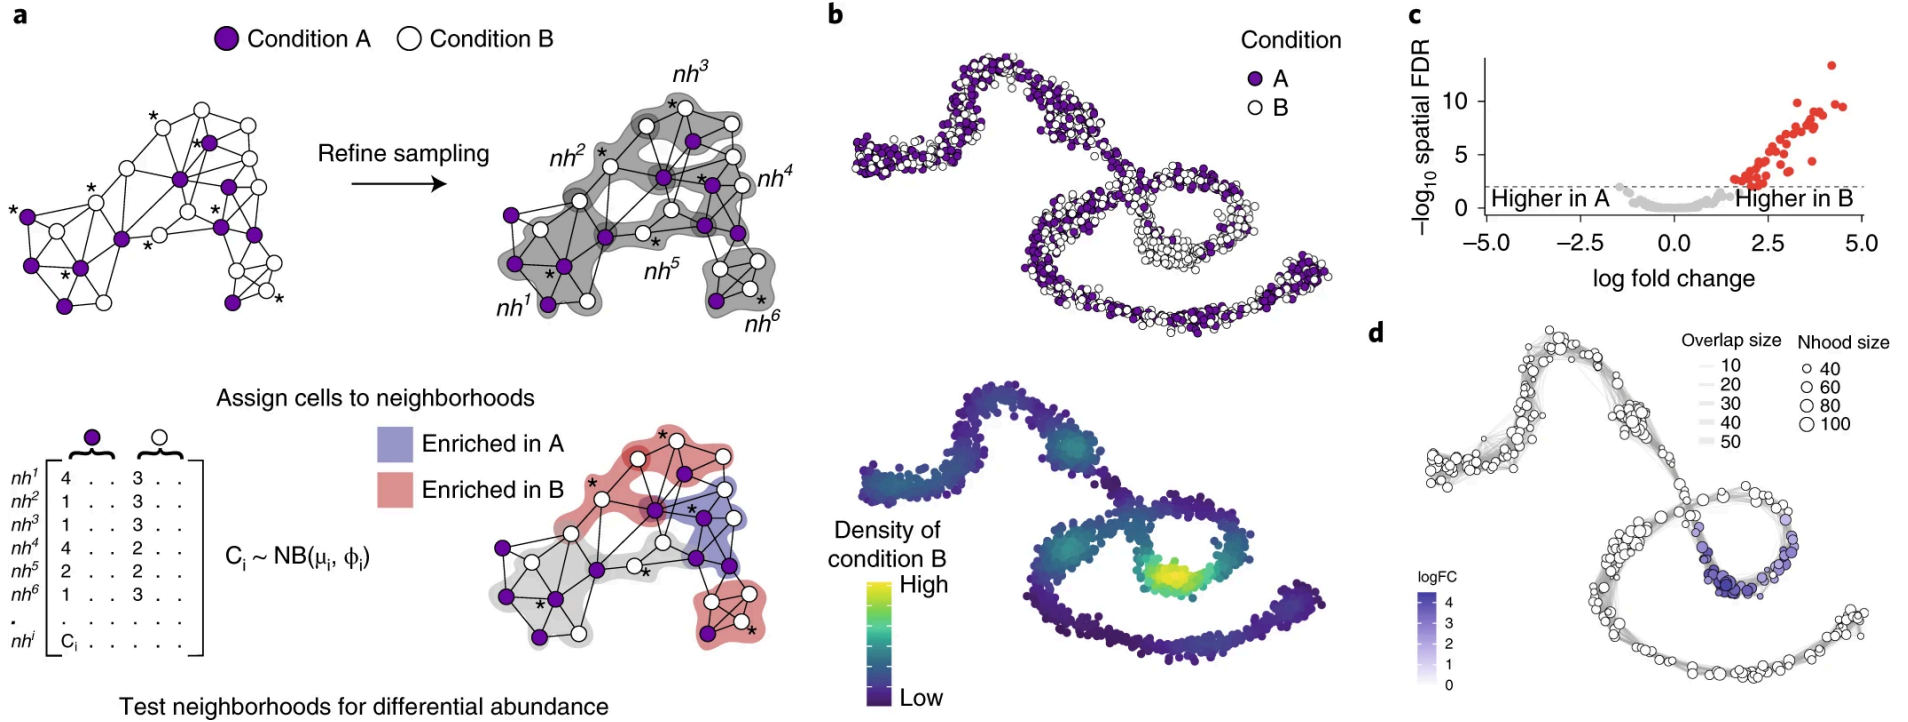 a
Condition A
Condition B
Refine sampling
nh³
nh²
nh⁴
nh⁵
nh¹
nh⁶
*
Assign cells to neighborhoods
Enriched in A
Enriched in B
nh¹ 4 . . 3 . .
nh² 1 . . 3 . .
nh³ 1 . . 3 . .
nh⁴ 4 . . 2 . .
nh⁵ 2 . . 2 . .
nh⁶ 1 . . 3 . .
. . . . . . .
nhⁱ Cᵢ . . . . .
Cᵢ ~ NB(μᵢ, ϕᵢ)
Test neighborhoods for differential abundance
b
Condition
A
B
Density of
condition B
High
Low
c
−log₁₀ spatial FDR
10
5
0
Higher in A
Higher in B
−5.0 −2.5 0.0 2.5 5.0
log fold change
d
Overlap size
10
20
30
40
50
Nhood size
40
60
80
100
logFC
4
3
2
1
0